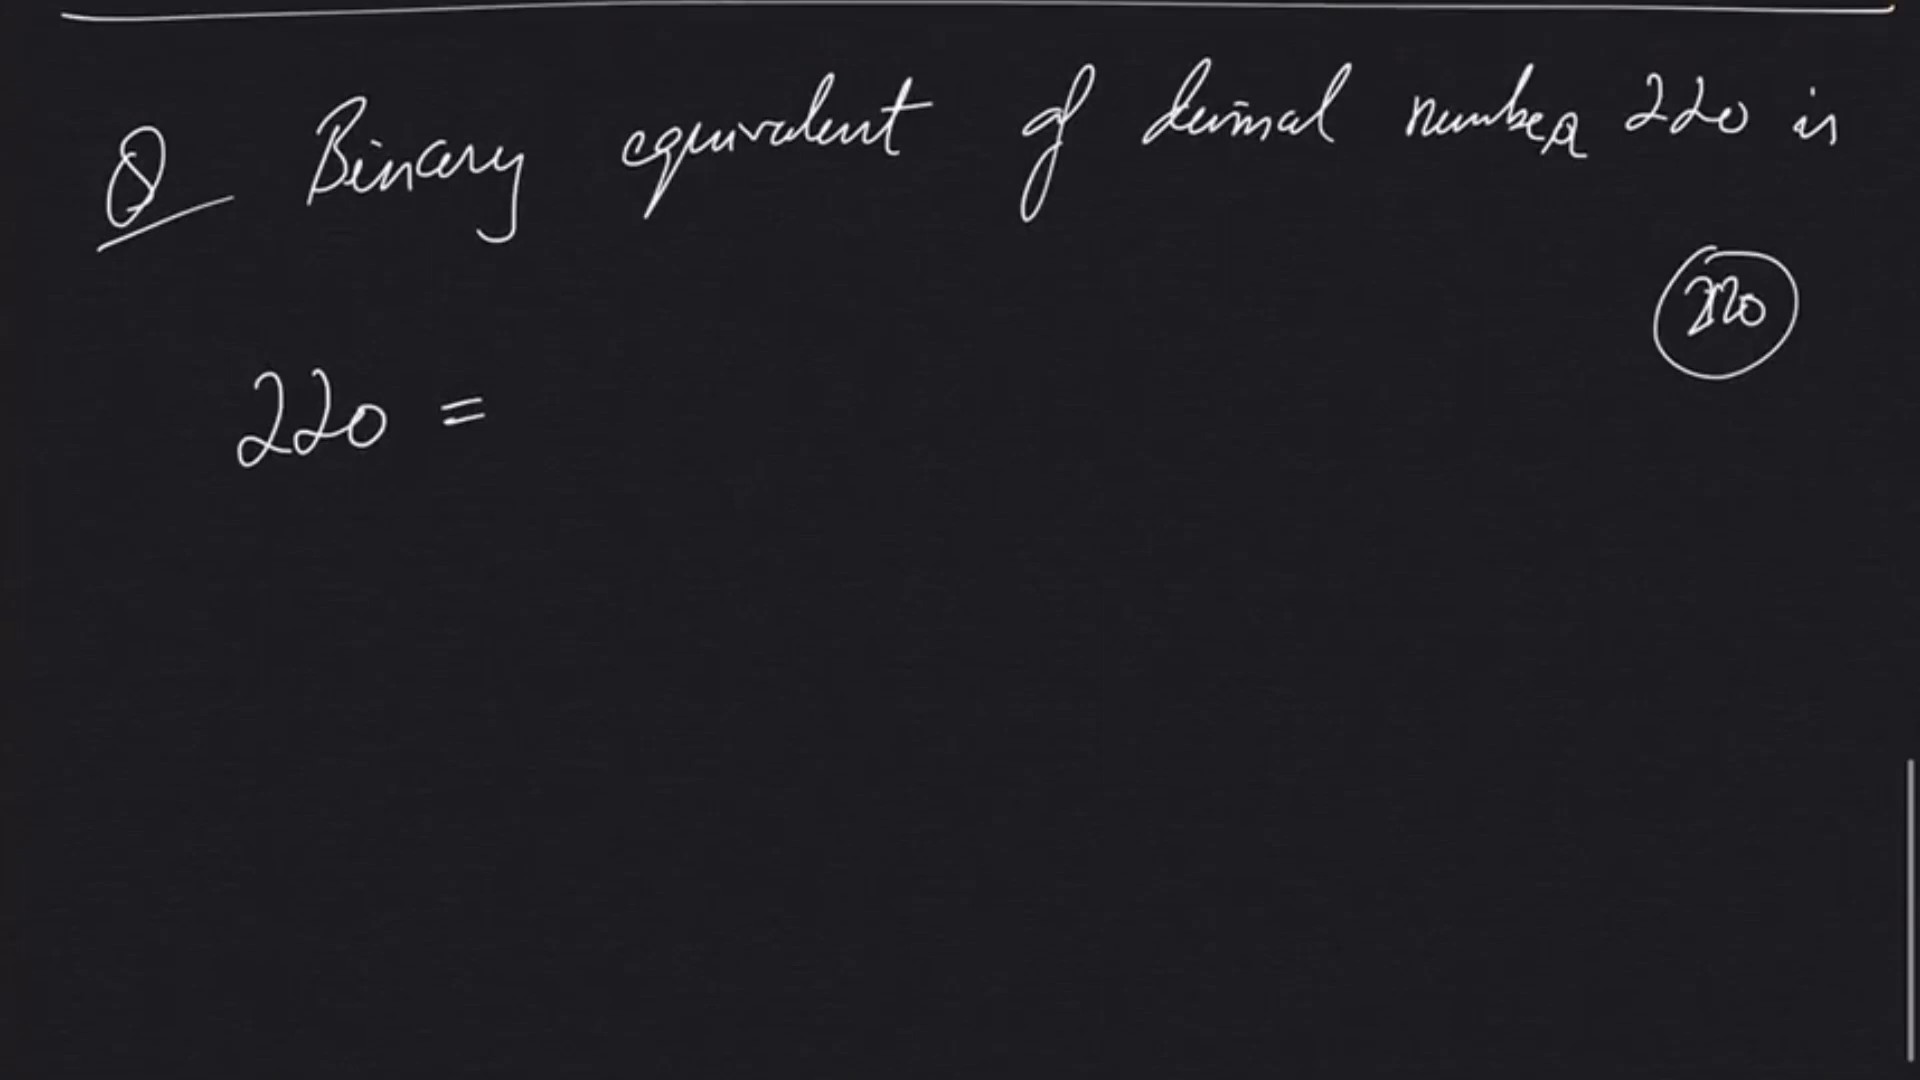 Q Binary equivalent of decimal number 220 is
220
220 =